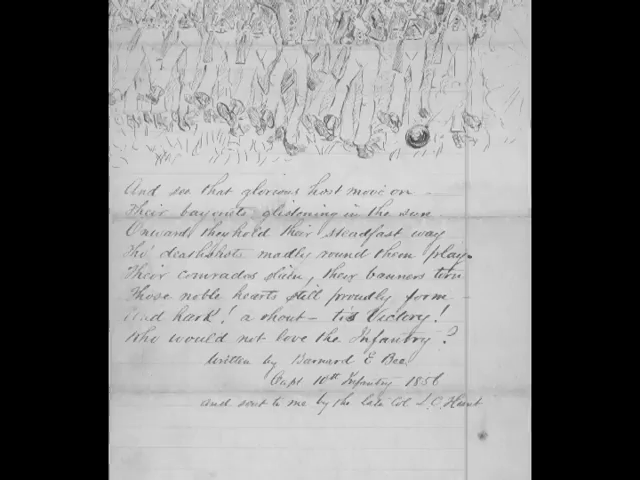 And see that glorious host move on
Their bayonets glistening in the sun
Onwards they hold their steadfast way
Tho' deathshots madly round them play.
Their comrades slain, their banners torn
Those noble hearts still proudly form
And hark! a shout - tis Victory!
Who would not love the Infantry?
Written by Barnard E Bee
Capt 10th Infantry 1856
and sent to me by the late Col L.C. Hunt